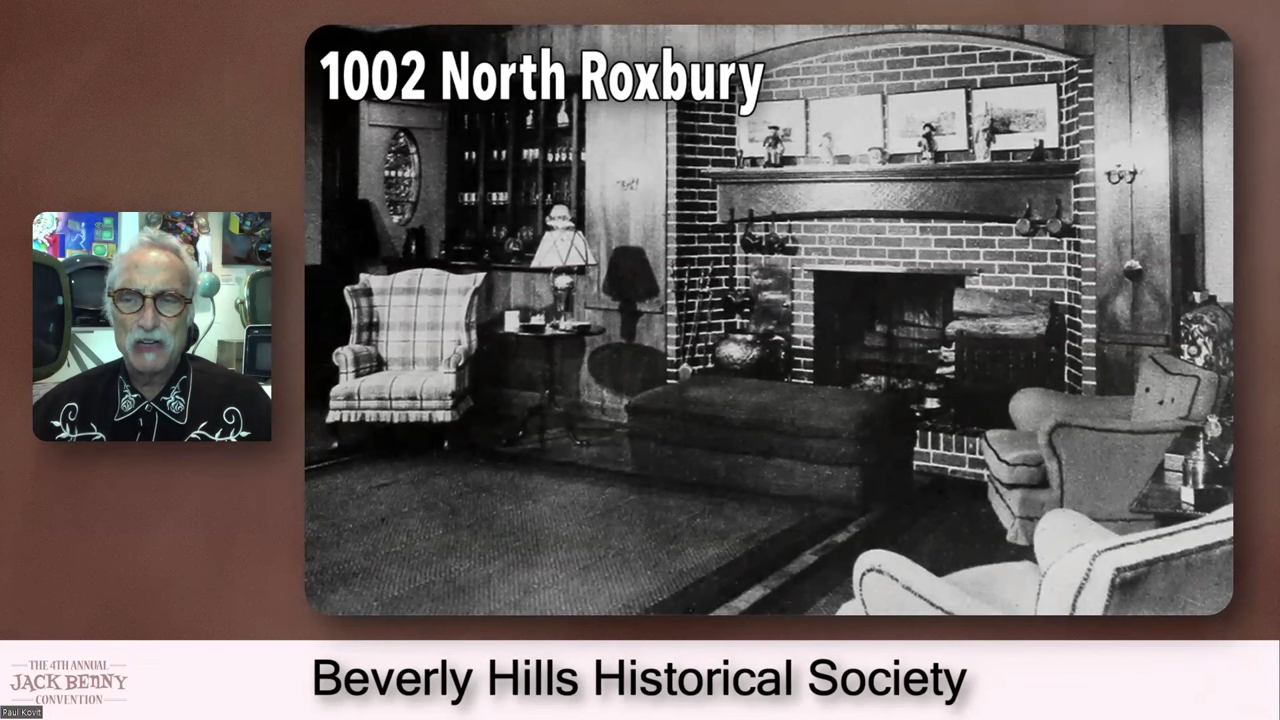 1002 North Roxbury
THE 4TH ANNUAL
JACK BENNY
CONVENTION
Paul Kovit
Beverly Hills Historical Society